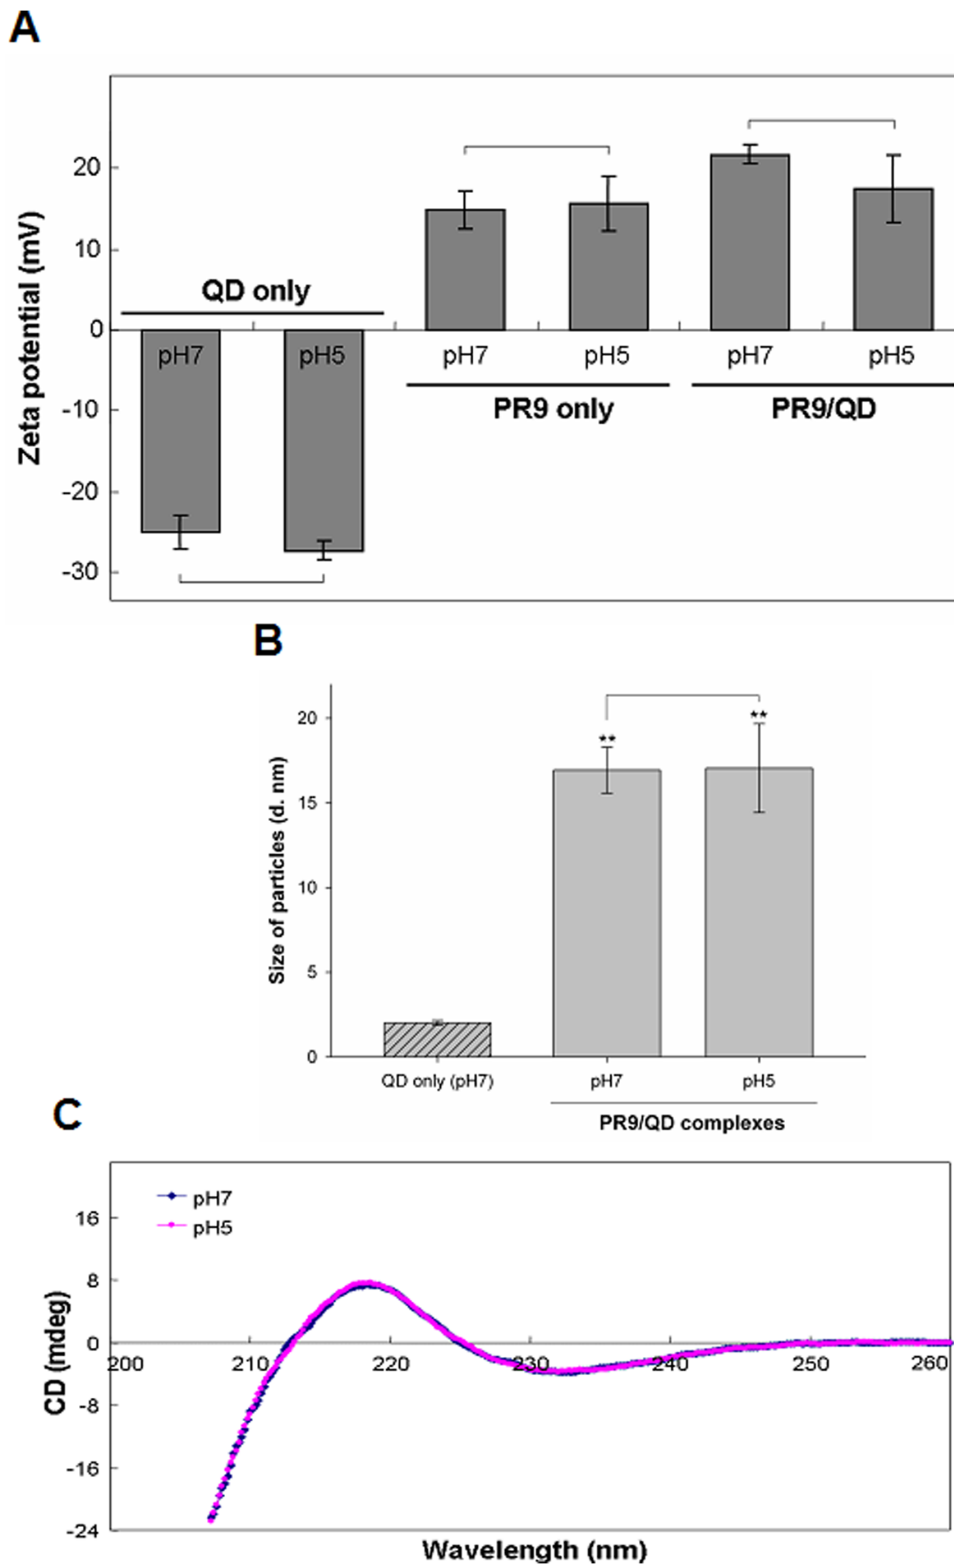 A
Zeta potential (mV)
20
10
0
-10
-20
-30
QD only
pH7
pH5
pH7
pH5
pH7
pH5
PR9 only
PR9/QD
B
Size of particles (d. nm)
20
15
10
5
0
**
**
QD only (pH7)
pH7
pH5
PR9/QD complexes
C
pH7
pH5
CD (mdeg)
16
8
0
-8
-16
-24
200
210
220
230
240
250
260
Wavelength (nm)